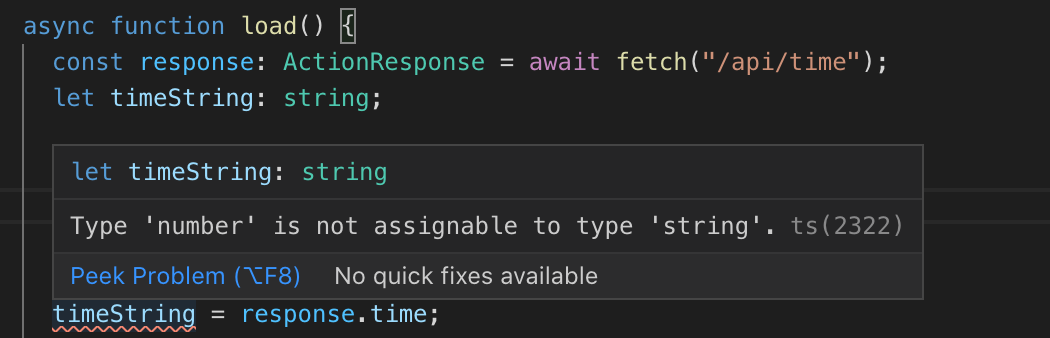 async function load() {
const response: ActionResponse = await fetch("/api/time");
let timeString: string;
let timeString: string
Type 'number' is not assignable to type 'string'. ts(2322)
Peek Problem (⌥F8) No quick fixes available
timeString = response.time;